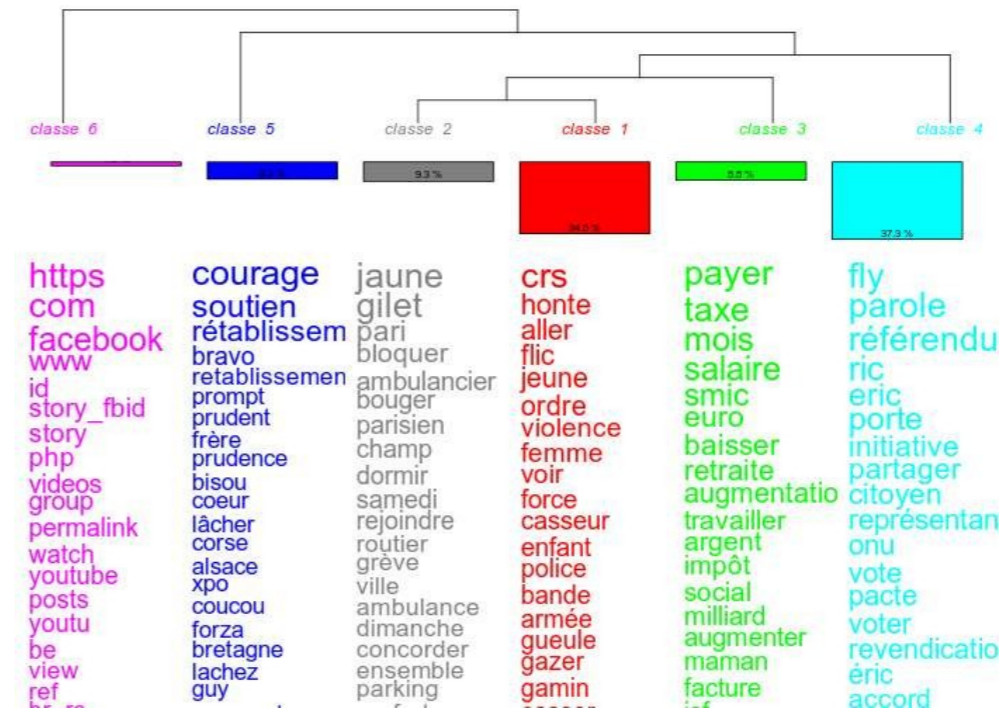 classe 6
classe 5
classe 2
classe 1
classe 3
classe 4
9.3 %
37.3 %
https
com
facebook
www
id
story_fbid
story
php
videos
group
permalink
watch
youtube
posts
youtu
be
view
ref
courage
soutien
rétablissem
bravo
retablissemen
prompt
prudent
frère
prudence
bisou
coeur
lâcher
corse
alsace
xpo
coucou
forza
bretagne
lachez
guy
jaune
gilet
pari
bloquer
ambulancier
bouger
parisien
champ
dormir
samedi
rejoindre
routier
grève
ville
ambulance
dimanche
concorder
ensemble
parking
crs
honte
aller
flic
jeune
ordre
violence
femme
voir
force
casseur
enfant
police
bande
armée
gueule
gazer
gamin
payer
taxe
mois
salaire
smic
euro
baisser
retraite
augmentatio
travailler
argent
impôt
social
milliard
augmenter
maman
facture
fly
parole
référendu
ric
eric
porte
initiative
partager
citoyen
représentan
onu
vote
pacte
voter
revendicatio
éric
accord